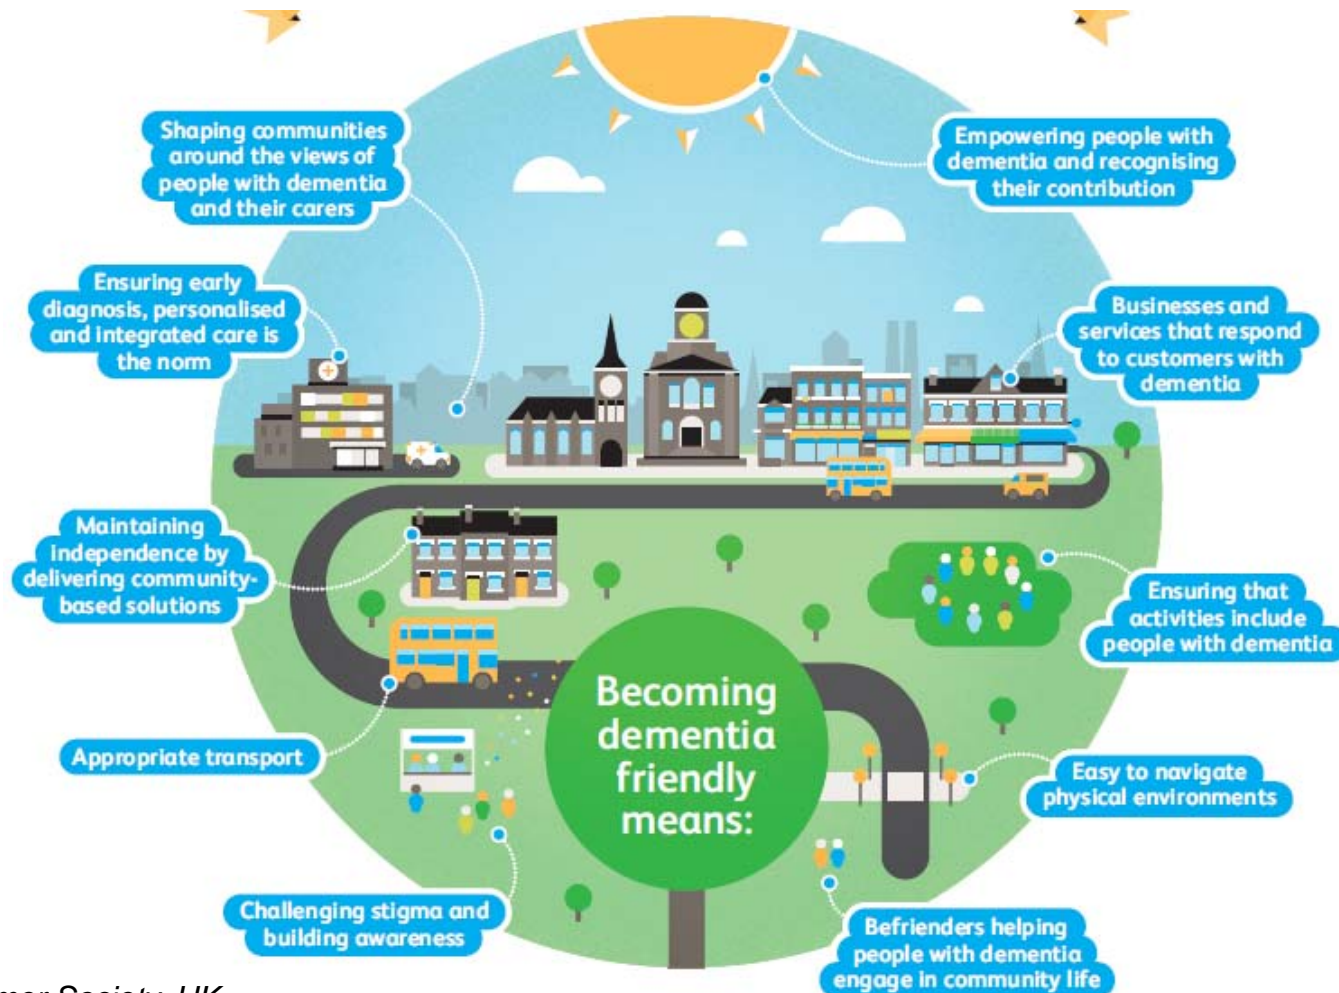 Shaping communities
around the views of
people with dementia
and their carers
Empowering people with
dementia and recognising
their contribution
Ensuring early
diagnosis, personalised
and integrated care is
the norm
Businesses and
services that respond
to customers with
dementia
Maintaining
independence by
delivering community-
based solutions
Ensuring that
activities include
people with dementia
Becoming
dementia
friendly
means:
Appropriate transport
Easy to navigate
physical environments
Challenging stigma and
building awareness
Befrienders helping
people with dementia
engage in community life
Society, UK